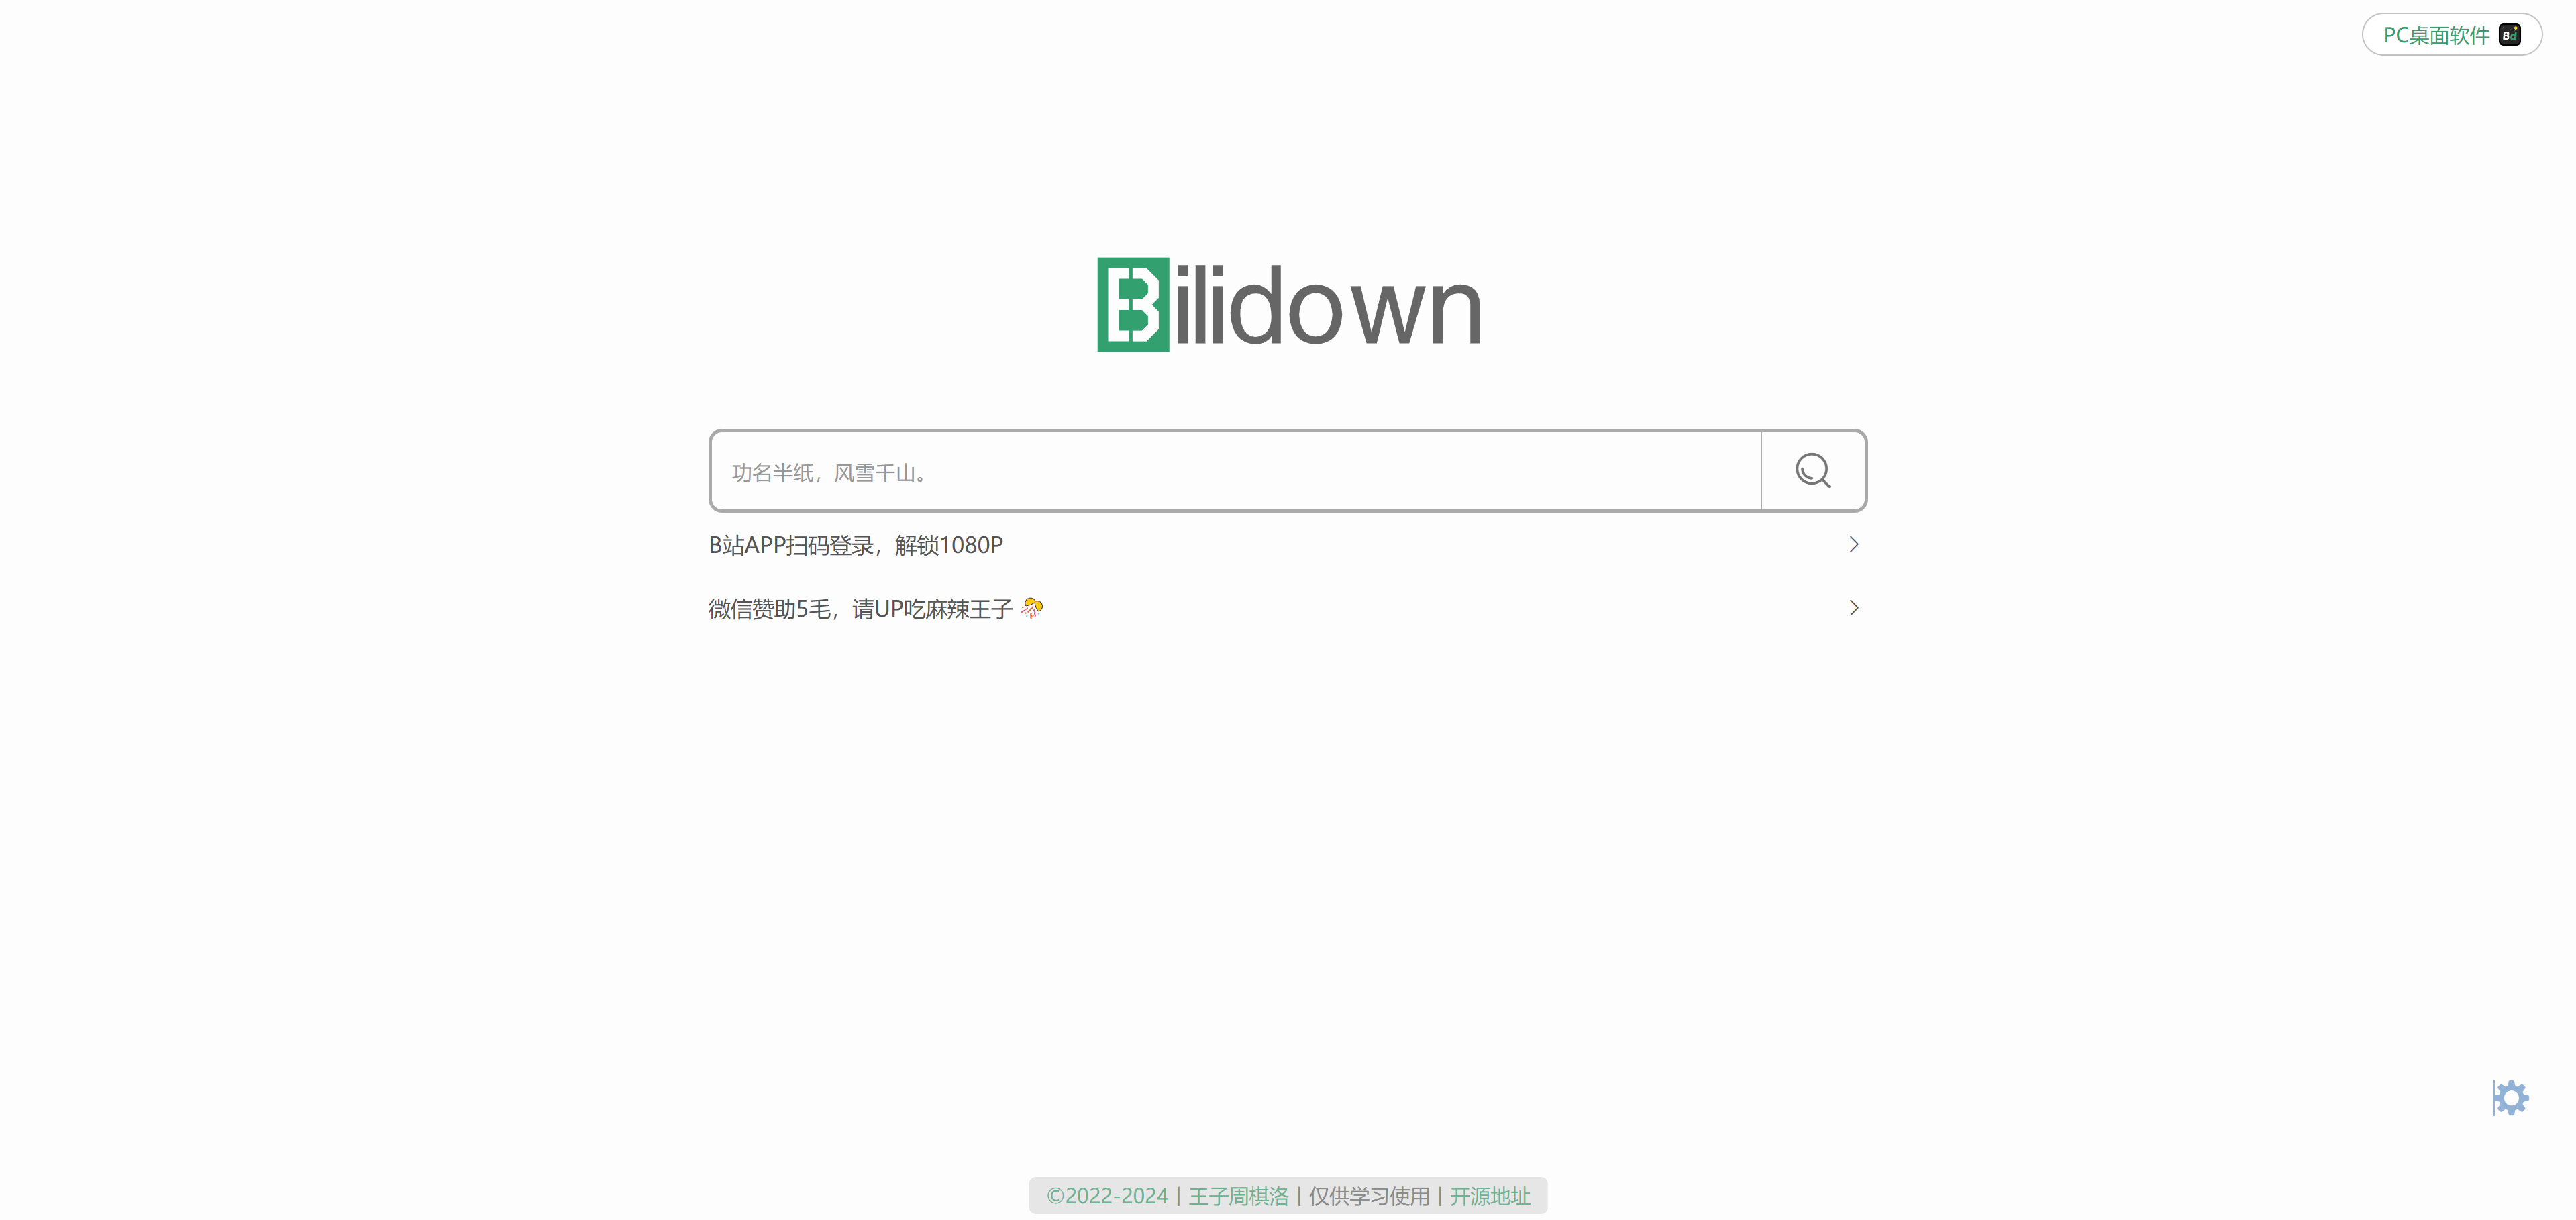 PC桌面软件 Bd
Bilidown
功名半纸，风雪千山。
B站APP扫码登录，解锁1080P
微信赞助5毛，请UP吃麻辣王子
©2022-2024 | 王子周棋洛 | 仅供学习使用 | 开源地址